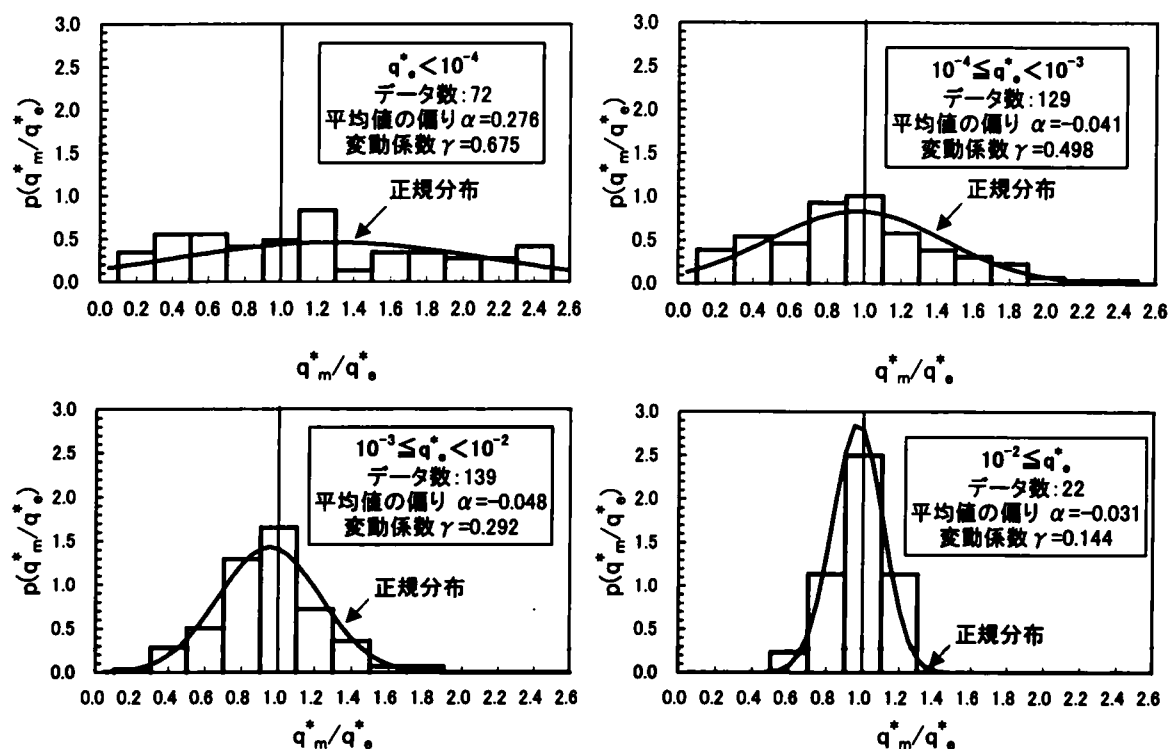 3.0
2.5
2.0
1.5
1.0
0.5
0.0
p(q*m/q*e)
q*e<10-4
データ数:72
平均値の偏り α=0.276
変動係数 γ=0.675
正規分布
0.0 0.2 0.4 0.6 0.8 1.0 1.2 1.4 1.6 1.8 2.0 2.2 2.4 2.6
q*m/q*e
3.0
2.5
2.0
1.5
1.0
0.5
0.0
p(q*m/q*e)
10-4≦q*e<10-3
データ数:129
平均値の偏り α=-0.041
変動係数 γ=0.498
正規分布
0.0 0.2 0.4 0.6 0.8 1.0 1.2 1.4 1.6 1.8 2.0 2.2 2.4 2.6
q*m/q*e
3.0
2.5
2.0
1.5
1.0
0.5
0.0
p(q*m/q*e)
10-3≦q*e<10-2
データ数:139
平均値の偏り α=-0.048
変動係数 γ=0.292
正規分布
0.0 0.2 0.4 0.6 0.8 1.0 1.2 1.4 1.6 1.8 2.0 2.2 2.4 2.6
q*m/q*e
3.0
2.5
2.0
1.5
1.0
0.5
0.0
p(q*m/q*e)
10-2≦q*e
データ数:22
平均値の偏り α=-0.031
変動係数 γ=0.144
正規分布
0.0 0.2 0.4 0.6 0.8 1.0 1.2 1.4 1.6 1.8 2.0 2.2 2.4 2.6
q*m/q*e